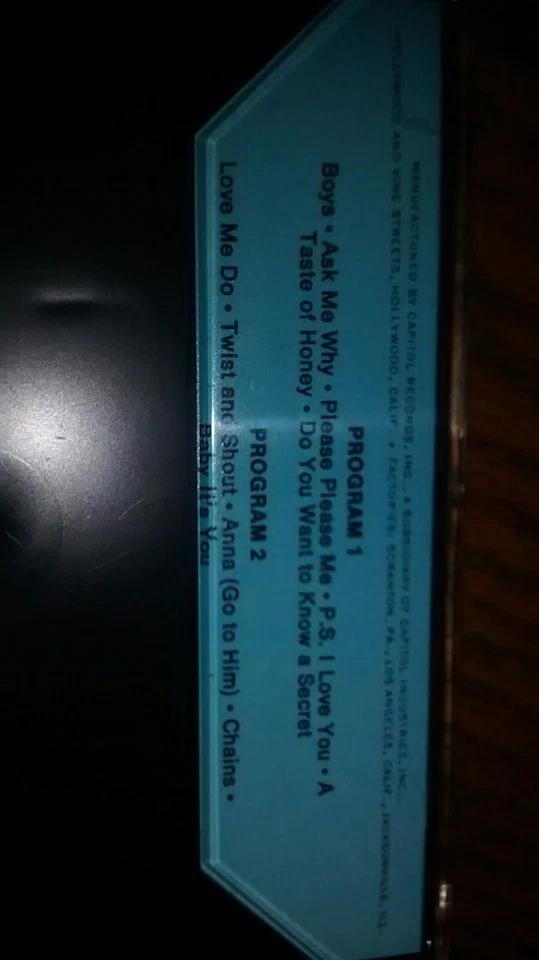 MANUFACTURED BY CAPITOL RECORDS, INC., A SUBSIDIARY OF CAPITOL INDUSTRIES, INC.,
HOLLYWOOD AND VINE STREETS, HOLLYWOOD, CALIF. • FACTORIES: SCRANTON, PA., LOS ANGELES, CALIF., JACKSONVILLE, ILL.
PROGRAM 1
Boys • Ask Me Why • Please Please Me • P.S. I Love You • A
Taste of Honey • Do You Want to Know a Secret
PROGRAM 2
Love Me Do • Twist and Shout • Anna (Go to Him) • Chains •
Baby It's You